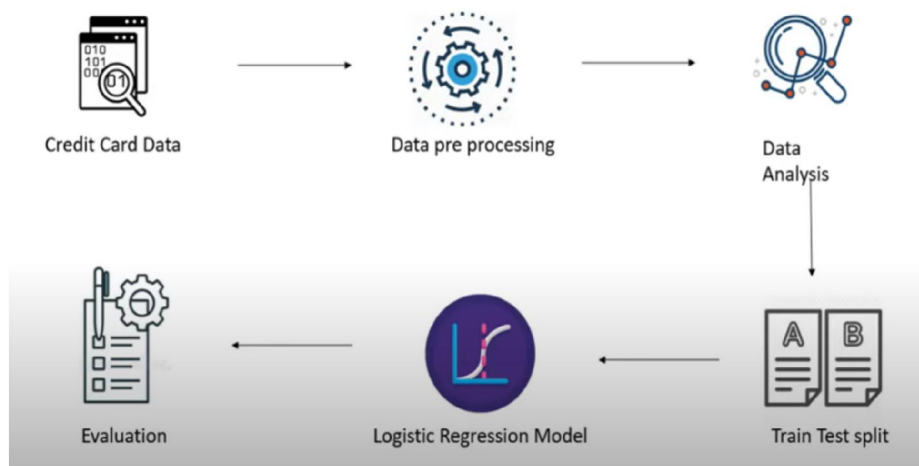 010
101
00
01
Credit Card Data
Data pre processing
Data
Analysis
A
B
Evaluation
Logistic Regression Model
Train Test split